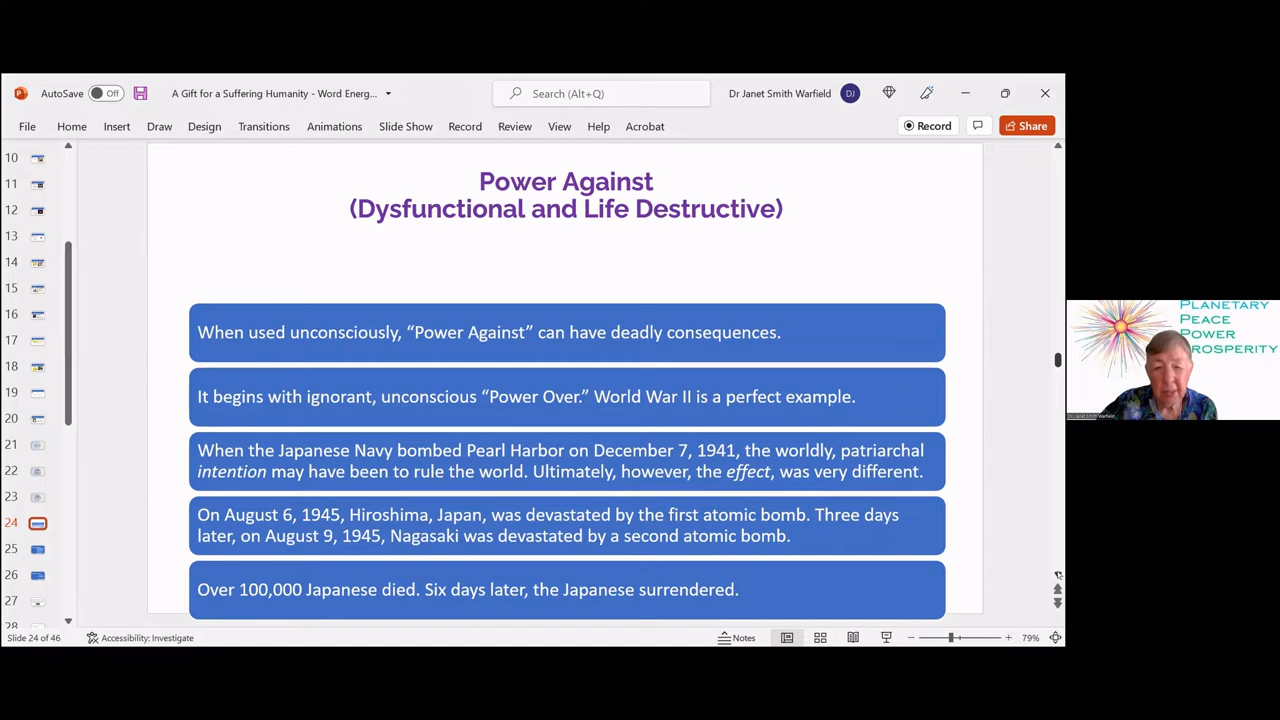 AutoSave Off A Gift for a Suffering Humanity - Word Energ... Search (Alt+Q) Dr Janet Smith Warfield DJ
File Home Insert Draw Design Transitions Animations Slide Show Record Review View Help Acrobat Record Share
10
11
12
13
14
15
16
17
18
19
20
21
22
23
24
25
26
27
28
Power Against
(Dysfunctional and Life Destructive)
When used unconsciously, “Power Against” can have deadly consequences.
It begins with ignorant, unconscious “Power Over.” World War II is a perfect example.
When the Japanese Navy bombed Pearl Harbor on December 7, 1941, the worldly, patriarchal
intention may have been to rule the world. Ultimately, however, the effect, was very different.
On August 6, 1945, Hiroshima, Japan, was devastated by the first atomic bomb. Three days
later, on August 9, 1945, Nagasaki was devastated by a second atomic bomb.
Over 100,000 Japanese died. Six days later, the Japanese surrendered.
PLANETARY
PEACE
POWER
PROSPERITY
Dr. Janet Smith Warfield
Slide 24 of 46 Accessibility: Investigate Notes 79%